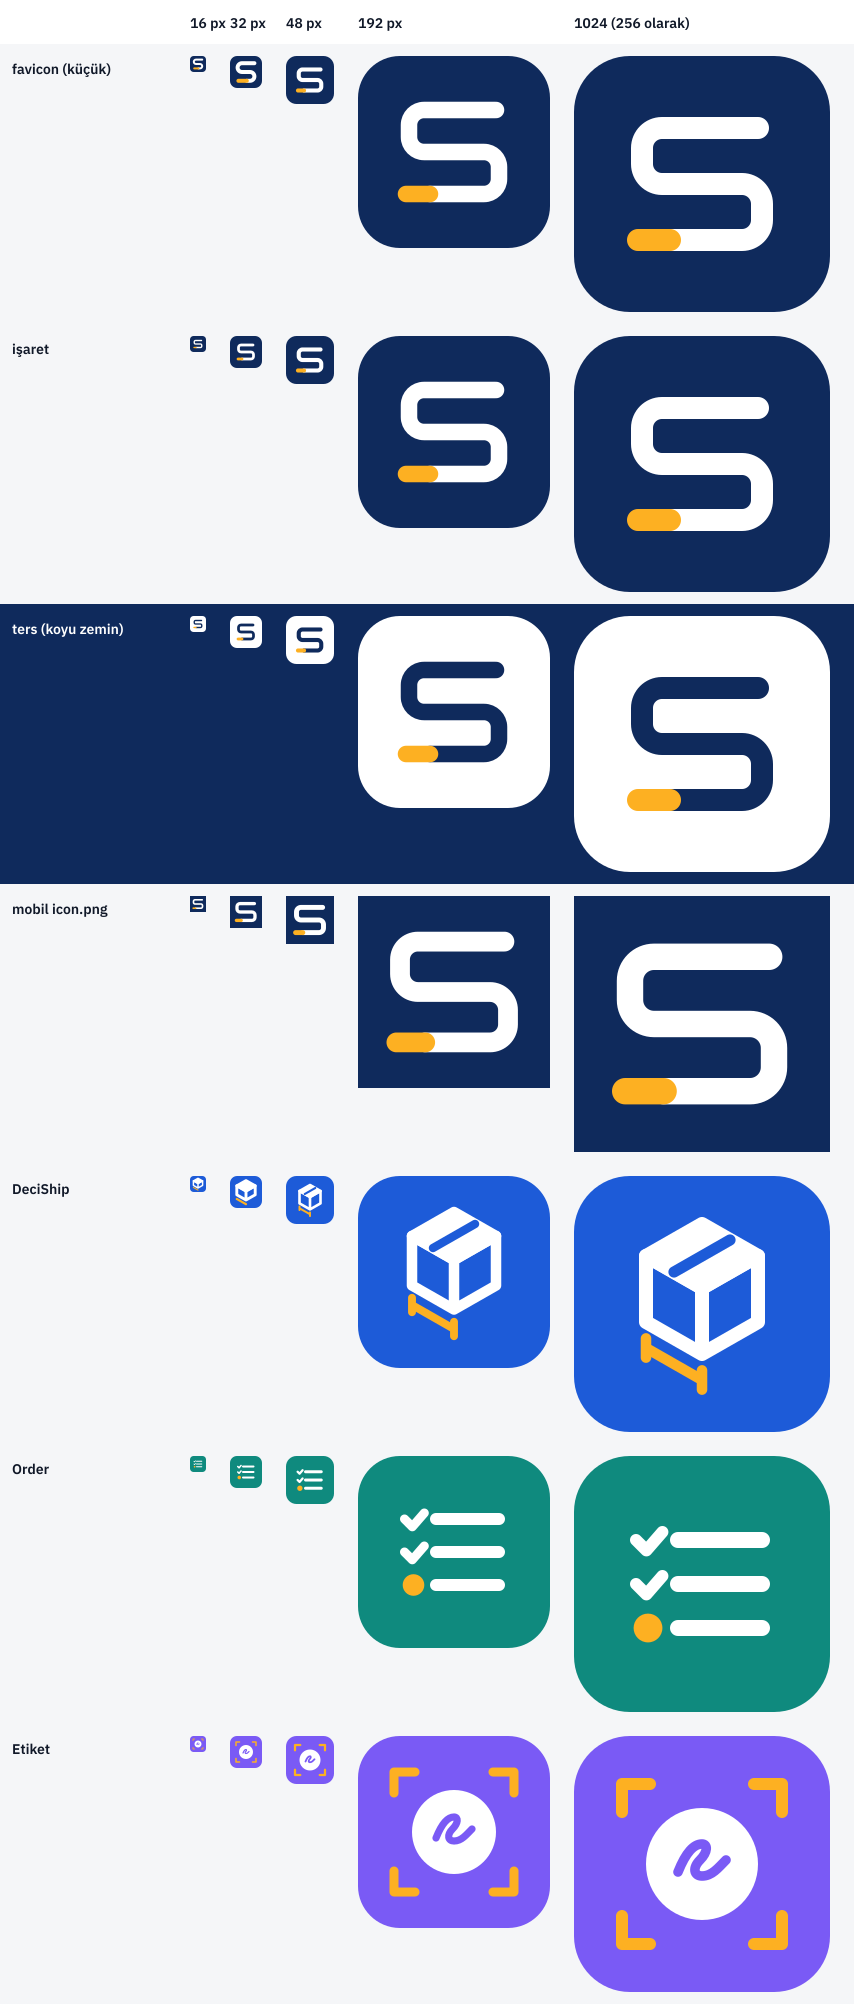 16 px 32 px 48 px 192 px 1024 (256 olarak)
favicon (küçük)
işaret
ters (koyu zemin)
mobil icon.png
DeciShip
Order
Etiket